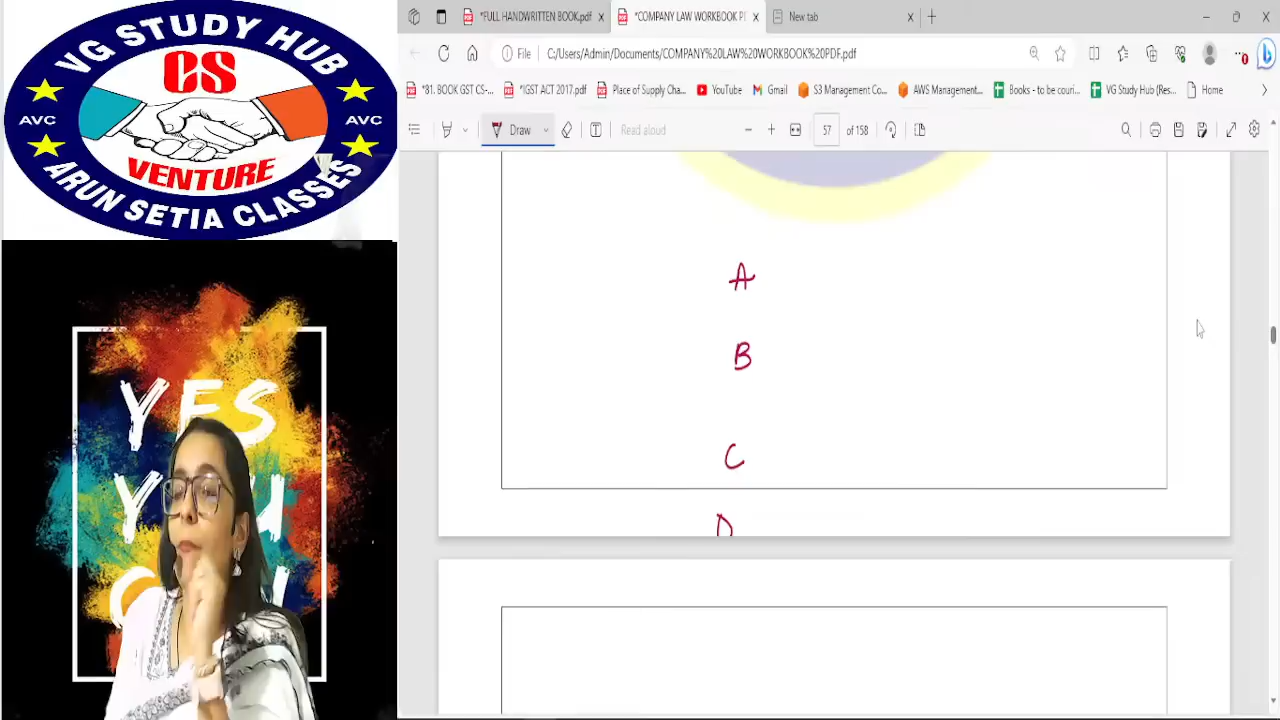 VG STUDY HUB
CS
AVC
AVC
VENTURE
ARUN SETIA CLASSES
YES
*FULL HANDWRITTEN BOOK.pdf
*COMPANY LAW WORKBOOK P
New tab
File
C:/Users/Admin/Documents/COMPANY%20LAW%20WORKBOOK%20PDF.pdf
*81. BOOK GST CS-...
*IGST ACT 2017.pdf
Place of Supply Cha...
YouTube
Gmail
S3 Management Co...
AWS Management...
Books - to be couri...
VG Study Hub (Res...
Home
Draw
Read aloud
57
of 158
A
B
C
D